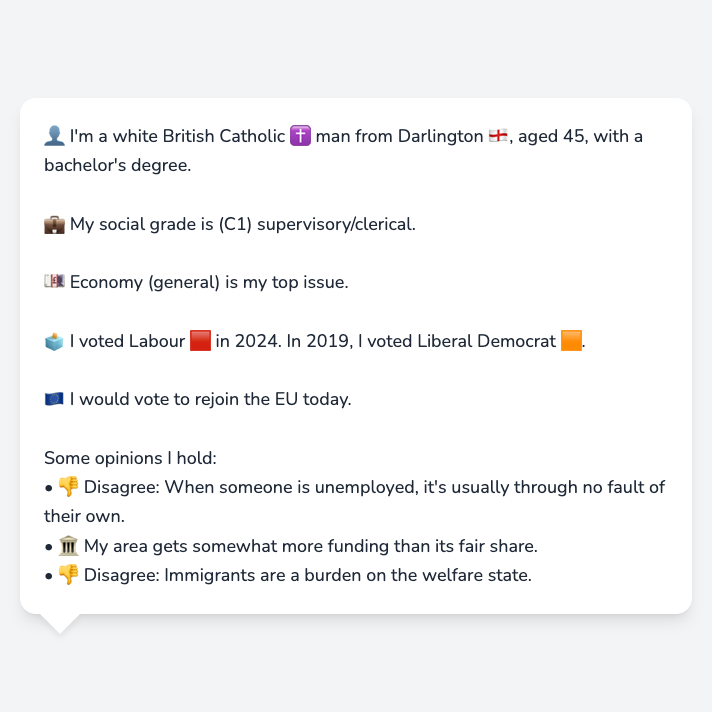 👤 I'm a white British Catholic ✝️ man from Darlington 🏴󠁧󠁢󠁥󠁮󠁧󠁿, aged 45, with a
bachelor's degree.
💼 My social grade is (C1) supervisory/clerical.
💷 Economy (general) is my top issue.
🗳️ I voted Labour 🟥 in 2024. In 2019, I voted Liberal Democrat 🟧.
🇪🇺 I would vote to rejoin the EU today.
Some opinions I hold:
• 👎 Disagree: When someone is unemployed, it's usually through no fault of
their own.
• 🏛️ My area gets somewhat more funding than its fair share.
• 👎 Disagree: Immigrants are a burden on the welfare state.